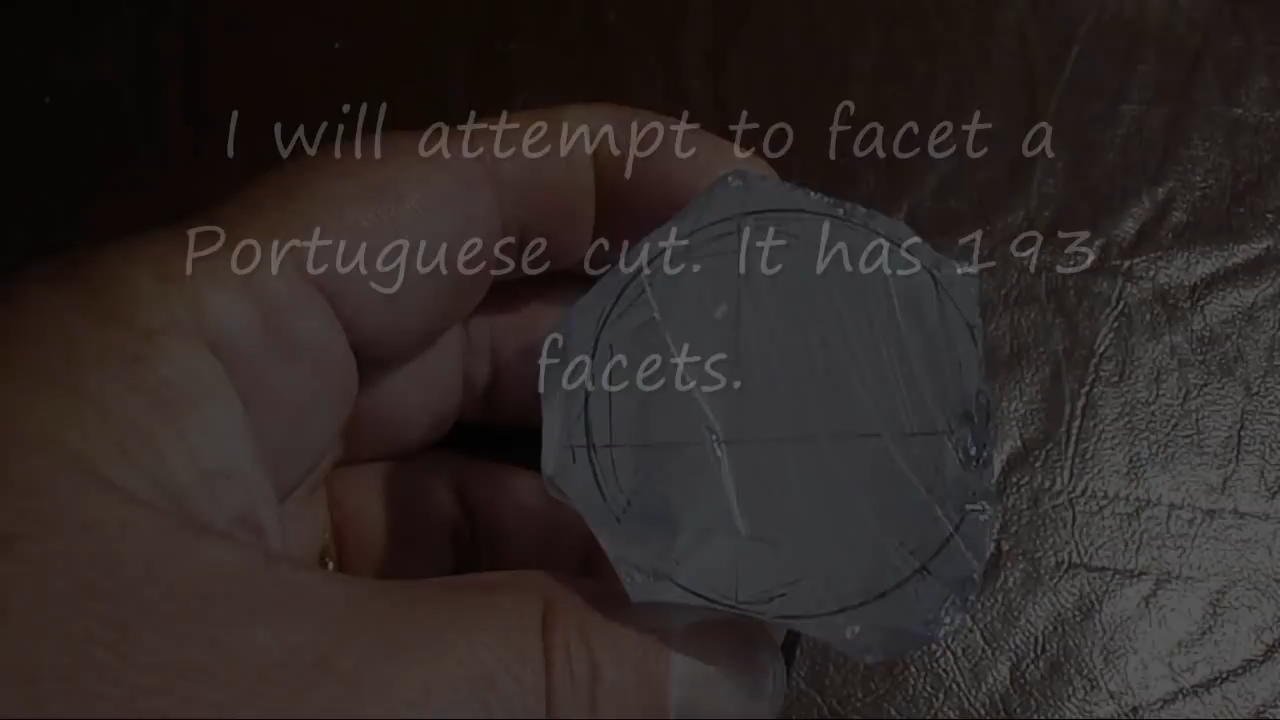 I will attempt to facet a
Portuguese cut. It has 193
facets.